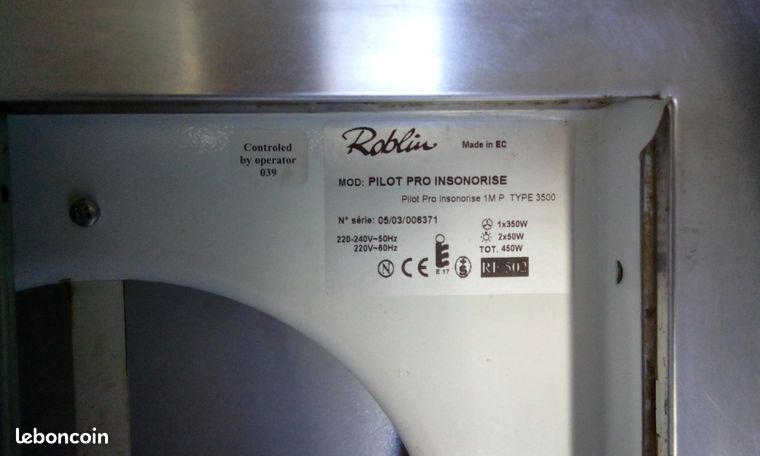 Controled
by operator
039
Roblin
Made in EC
MOD: PILOT PRO INSONORISE
Pilot Pro Insonorise 1M P TYPE 3500
N° série: 05/03/006371
220-240V~50Hz
220V~60Hz
1x350W
2x50W
TOT. 450W
N CE E 17 +S RF 502
leboncoin